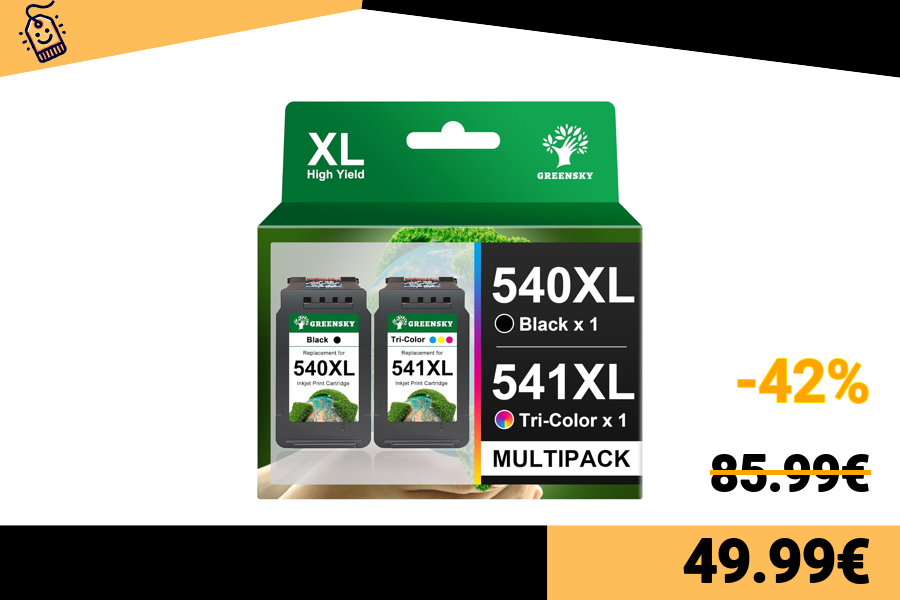 XL
High Yield
GREENSKY
540XL
Black x 1
541XL
Tri-Color x 1
MULTIPACK
GREENSKY
Black
Replacement for
540XL
Inkjet Print Cartridge
GREENSKY
Tri-Color
Replacement for
541XL
Inkjet Print Cartridge
-42%
85.99€
49.99€